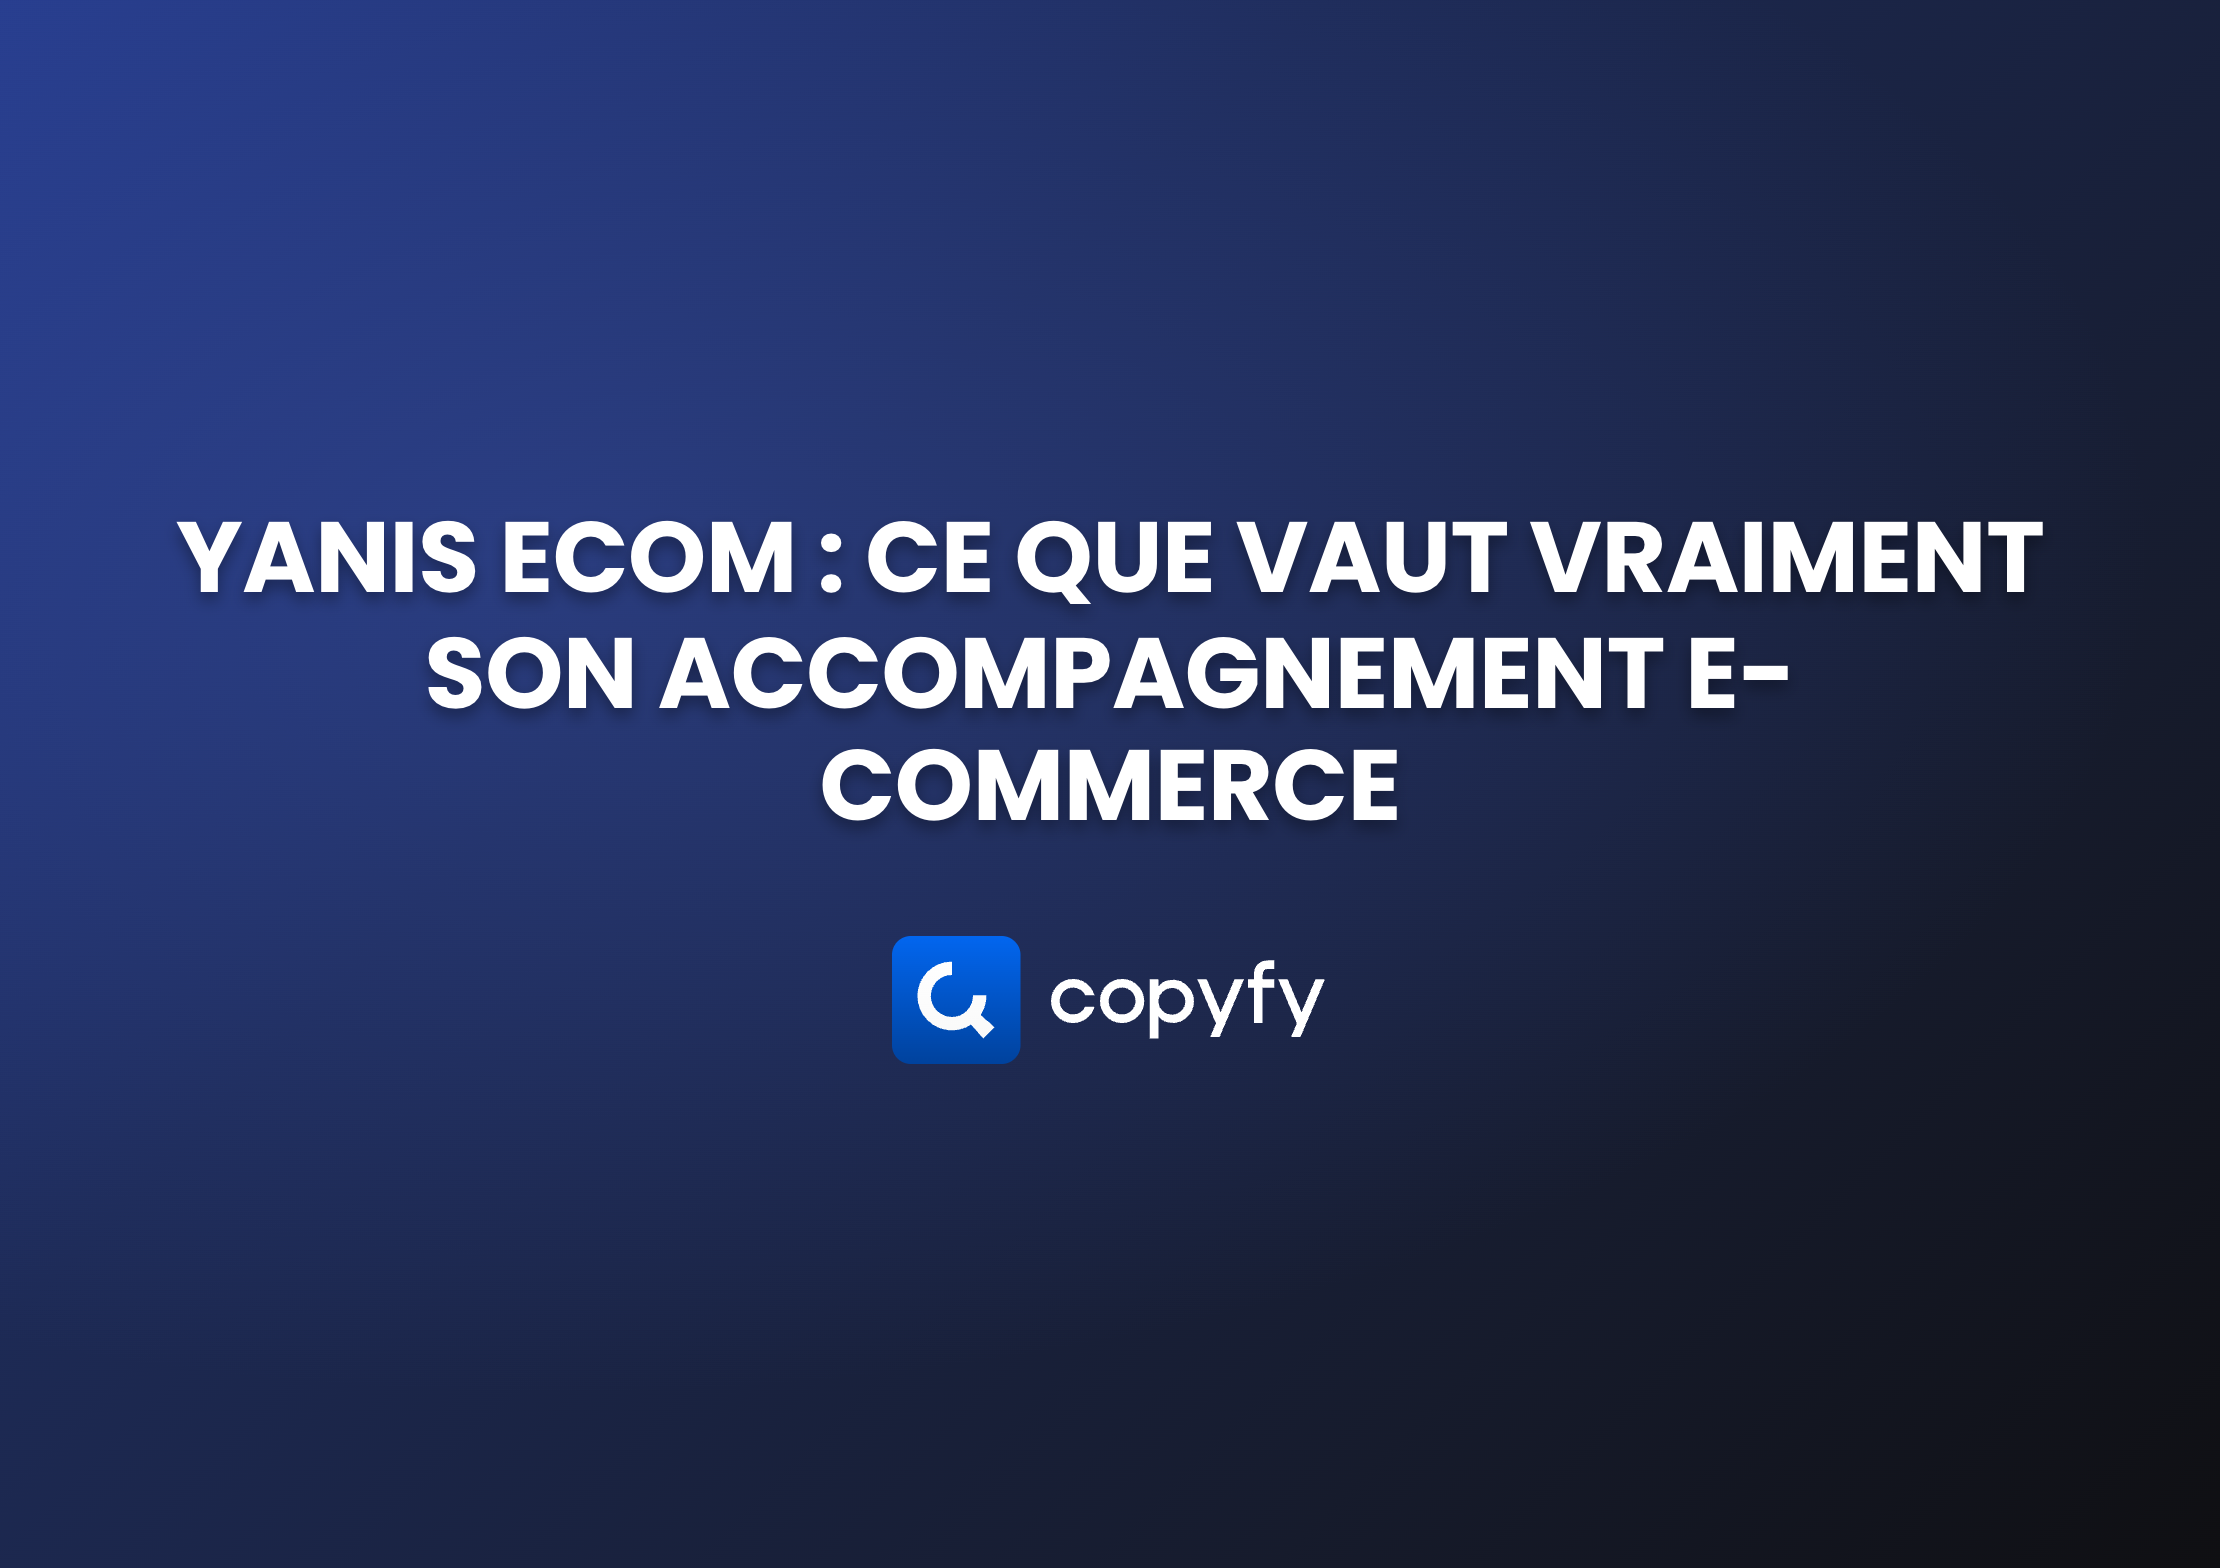 YANIS ECOM : CE QUE VAUT VRAIMENT
SON ACCOMPAGNEMENT E-
COMMERCE
copyfy